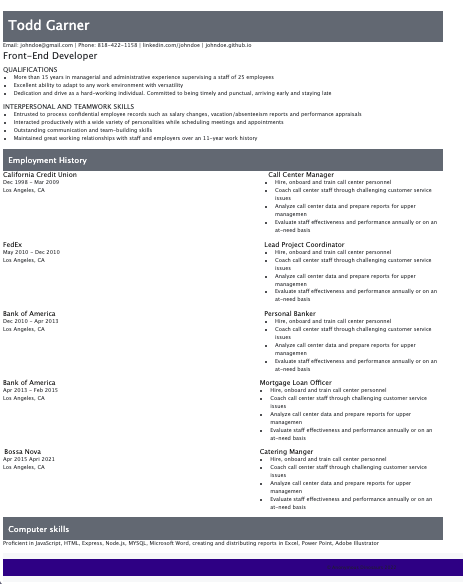 Todd Garner
Email: johndoe@gmail.com | Phone: 818-422-1158 | linkedin.com/johndoe | johndoe.github.io
Front-End Developer
QUALIFICATIONS
• More than 15 years in managerial and administrative experience supervising a staff of 25 employees
• Excellent ability to adapt to any work environment with versatility
• Dedication and drive as a hard-working individual. Committed to being timely and punctual, arriving early and staying late
INTERPERSONAL AND TEAMWORK SKILLS
• Entrusted to process confidential employee records such as salary changes, vacation/absenteeism reports and performance appraisals
• Interacted productively with a wide variety of personalities while scheduling meetings and appointments
• Outstanding communication and team-building skills
• Maintained great working relationships with staff and employers over an 11-year work history
Employment History
California Credit Union
Dec 1998 - Mar 2009
Los Angeles, CA
Call Center Manager
• Hire, onboard and train call center personnel
• Coach call center staff through challenging customer service
issues
• Analyze call center data and prepare reports for upper
managemen
• Evaluate staff effectiveness and performance annually or on an
at-need basis
FedEx
May 2010 - Dec 2010
Los Angeles, CA
Lead Project Coordinator
• Hire, onboard and train call center personnel
• Coach call center staff through challenging customer service
issues
• Analyze call center data and prepare reports for upper
managemen
• Evaluate staff effectiveness and performance annually or on an
at-need basis
Bank of America
Dec 2010 - Apr 2013
Los Angeles, CA
Personal Banker
• Hire, onboard and train call center personnel
• Coach call center staff through challenging customer service
issues
• Analyze call center data and prepare reports for upper
managemen
• Evaluate staff effectiveness and performance annually or on an
at-need basis
Bank of America
Apr 2013 - Feb 2015
Los Angeles, CA
Mortgage Loan Officer
• Hire, onboard and train call center personnel
• Coach call center staff through challenging customer service
issues
• Analyze call center data and prepare reports for upper
managemen
• Evaluate staff effectiveness and performance annually or on an
at-need basis
Bossa Nova
Apr 2015 Apri 2021
Los Angeles, CA
Catering Manger
• Hire, onboard and train call center personnel
• Coach call center staff through challenging customer service
issues
• Analyze call center data and prepare reports for upper
managemen
• Evaluate staff effectiveness and performance annually or on an
at-need basis
Computer skills
Proficient in JavaScript, HTML, Express, Node.js, MYSQL, Microsoft Word, creating and distributing reports in Excel, Power Point, Adobe Illustrator